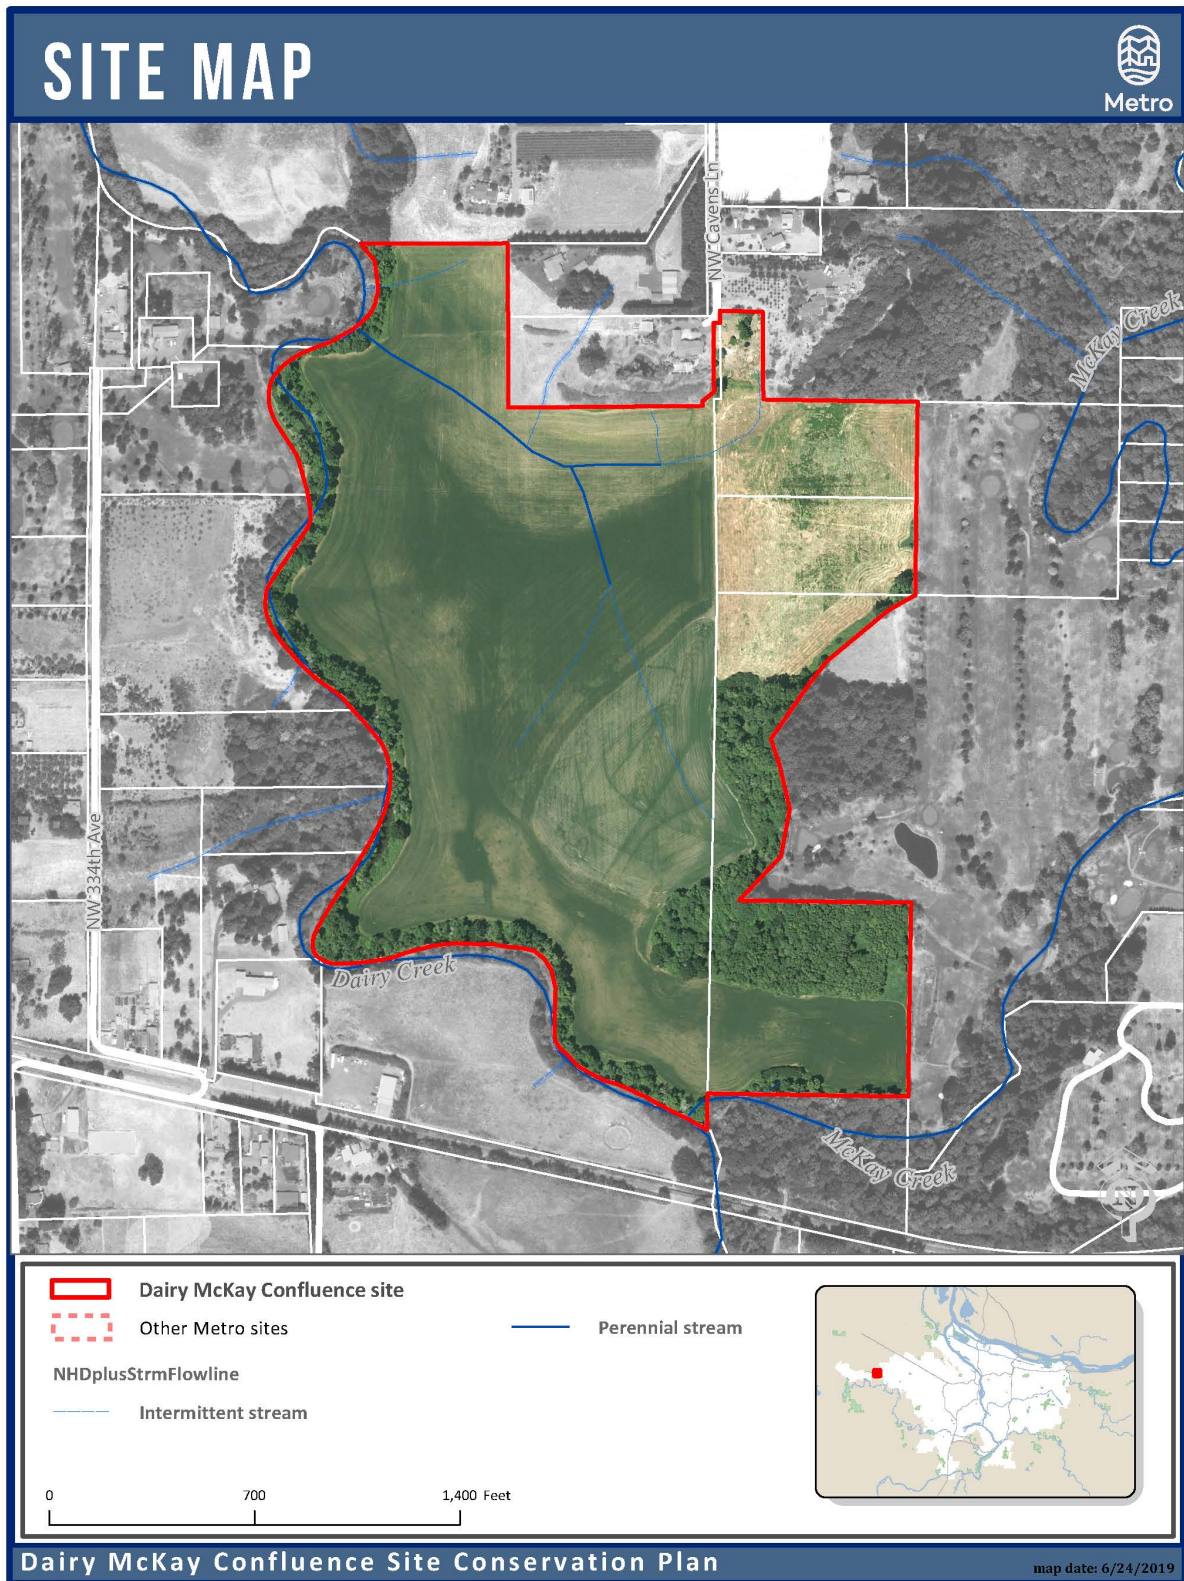 SITE MAP
Metro
NW Cavens Ln
McKay Creek
NW 334th Ave
Dairy Creek
McKay Creek
N
Dairy McKay Confluence site
Other Metro sites
Perennial stream
NHDplusStrmFlowline
Intermittent stream
0 700 1,400 Feet
Dairy McKay Confluence Site Conservation Plan
map date: 6/24/2019